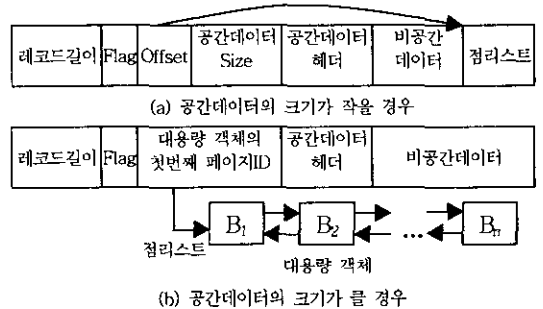 레코드길이 Flag Offset 공간데이터 Size 공간데이터 헤더 비공간 데이터 점리스트
(a) 공간데이터의 크기가 작을 경우
레코드길이 Flag 대용량 객체의 첫번째 페이지ID 공간데이터 헤더 비공간데이터
점리스트 B1 B2 ... Bn
대용량 객체
(b) 공간데이터의 크기가 클 경우